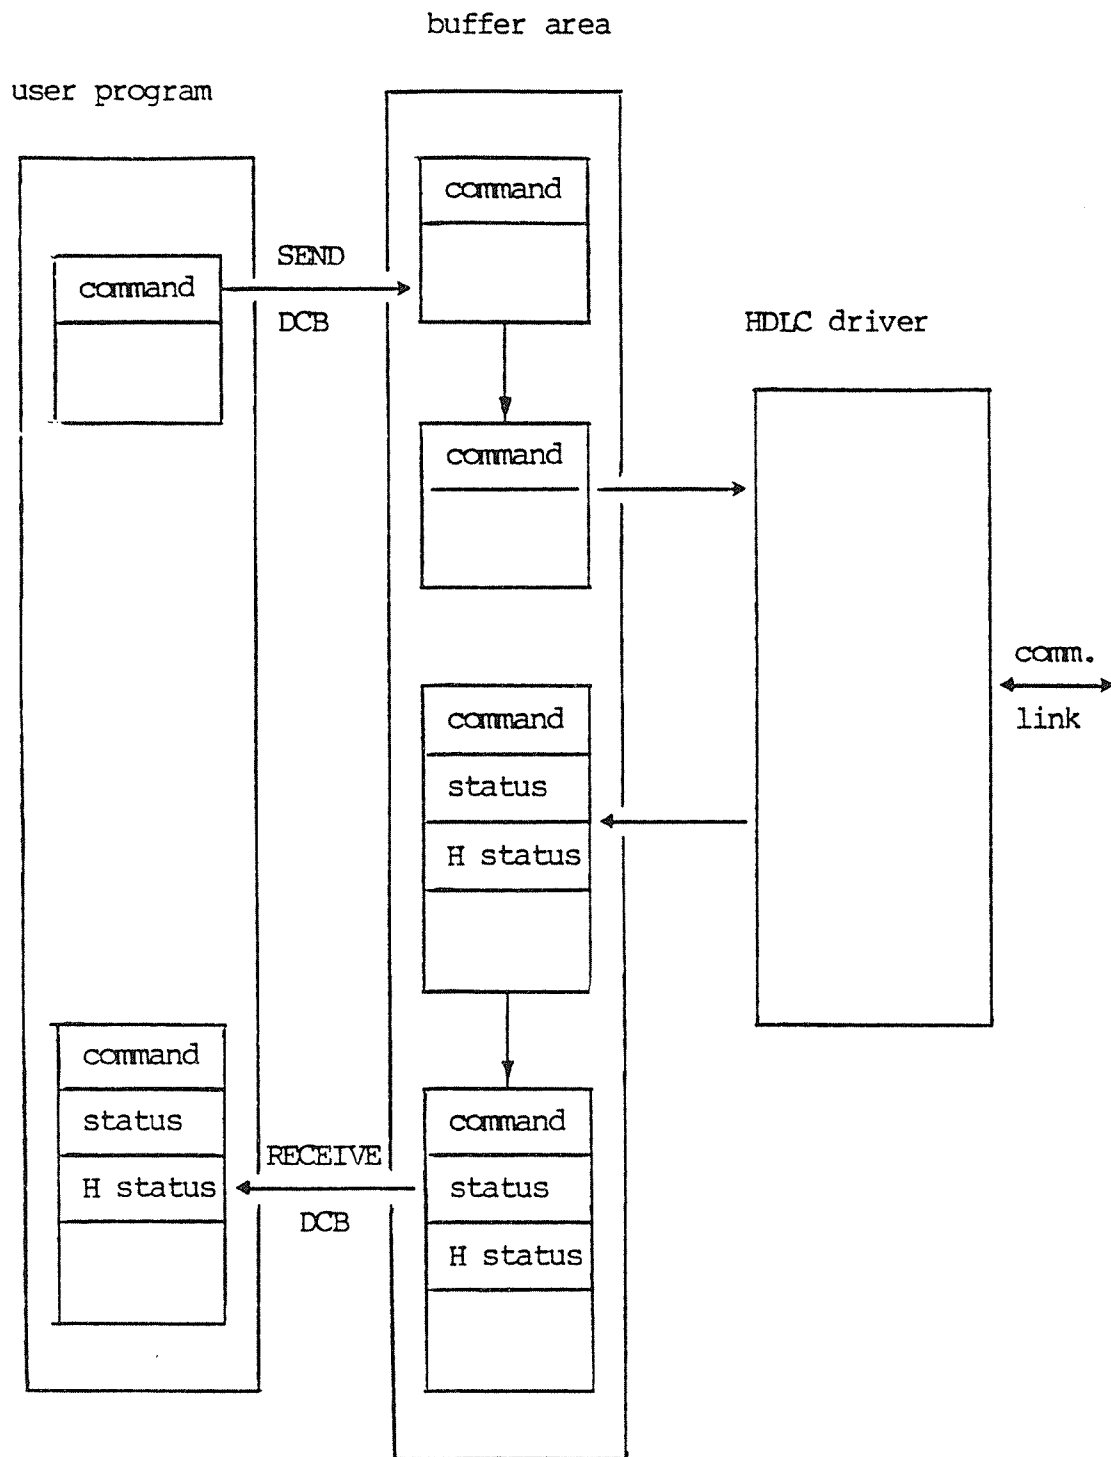 buffer area
user program
command
SEND
command
DCB
HDLC driver
command
comm.
link
command
status
H status
command
status
H status
RECEIVE
DCB
command
status
H status